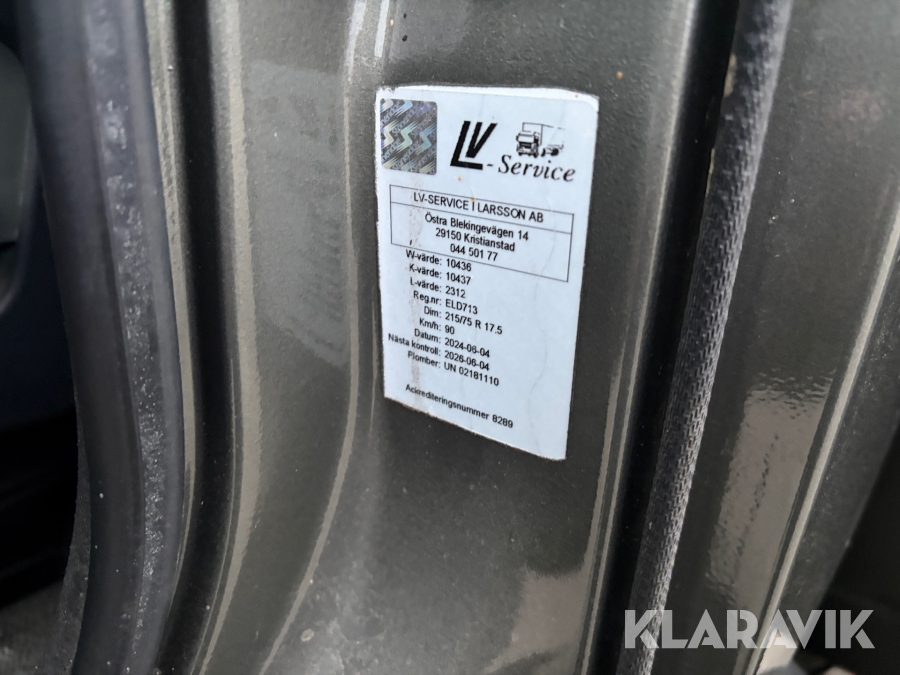 LV
- Service
LV-SERVICE I LARSSON AB
Östra Blekingevägen 14
29150 Kristianstad
044 501 77
W-värde: 10436
K-värde: 10437
L-värde: 2312
Reg.nr: ELD713
Dim: 215/75 R 17.5
Km/h: 90
Datum: 2024-06-04
Nästa kontroll: 2026-06-04
Plomber: UN 02181110
Ackrediteringsnummer 8289
KLARAVIK